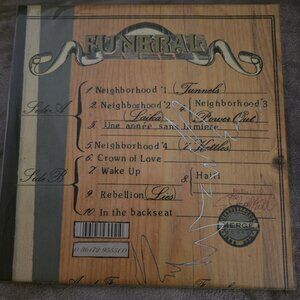 FUNERAL
Side A
1 Neighborhood #1 (Tunnels)
2 Neighborhood #2 (Laika)
4 Neighborhood #3 (Power Out)
3 Une année sans lumière
5 Neighborhood #4 (Kettles)
Side B
6 Crown of Love
7 Wake Up
8 Haiti
9 Rebellion (Lies)
10 In the backseat
MERGE